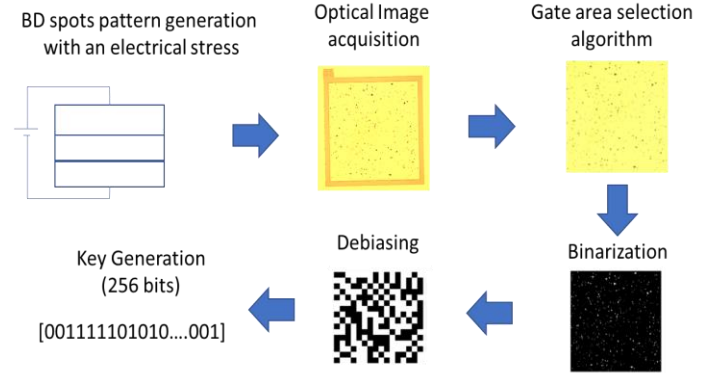 BD spots pattern generation
with an electrical stress
Optical Image
acquisition
Gate area selection
algorithm
Binarization
Debiasing
Key Generation
(256 bits)
[001111101010....001]